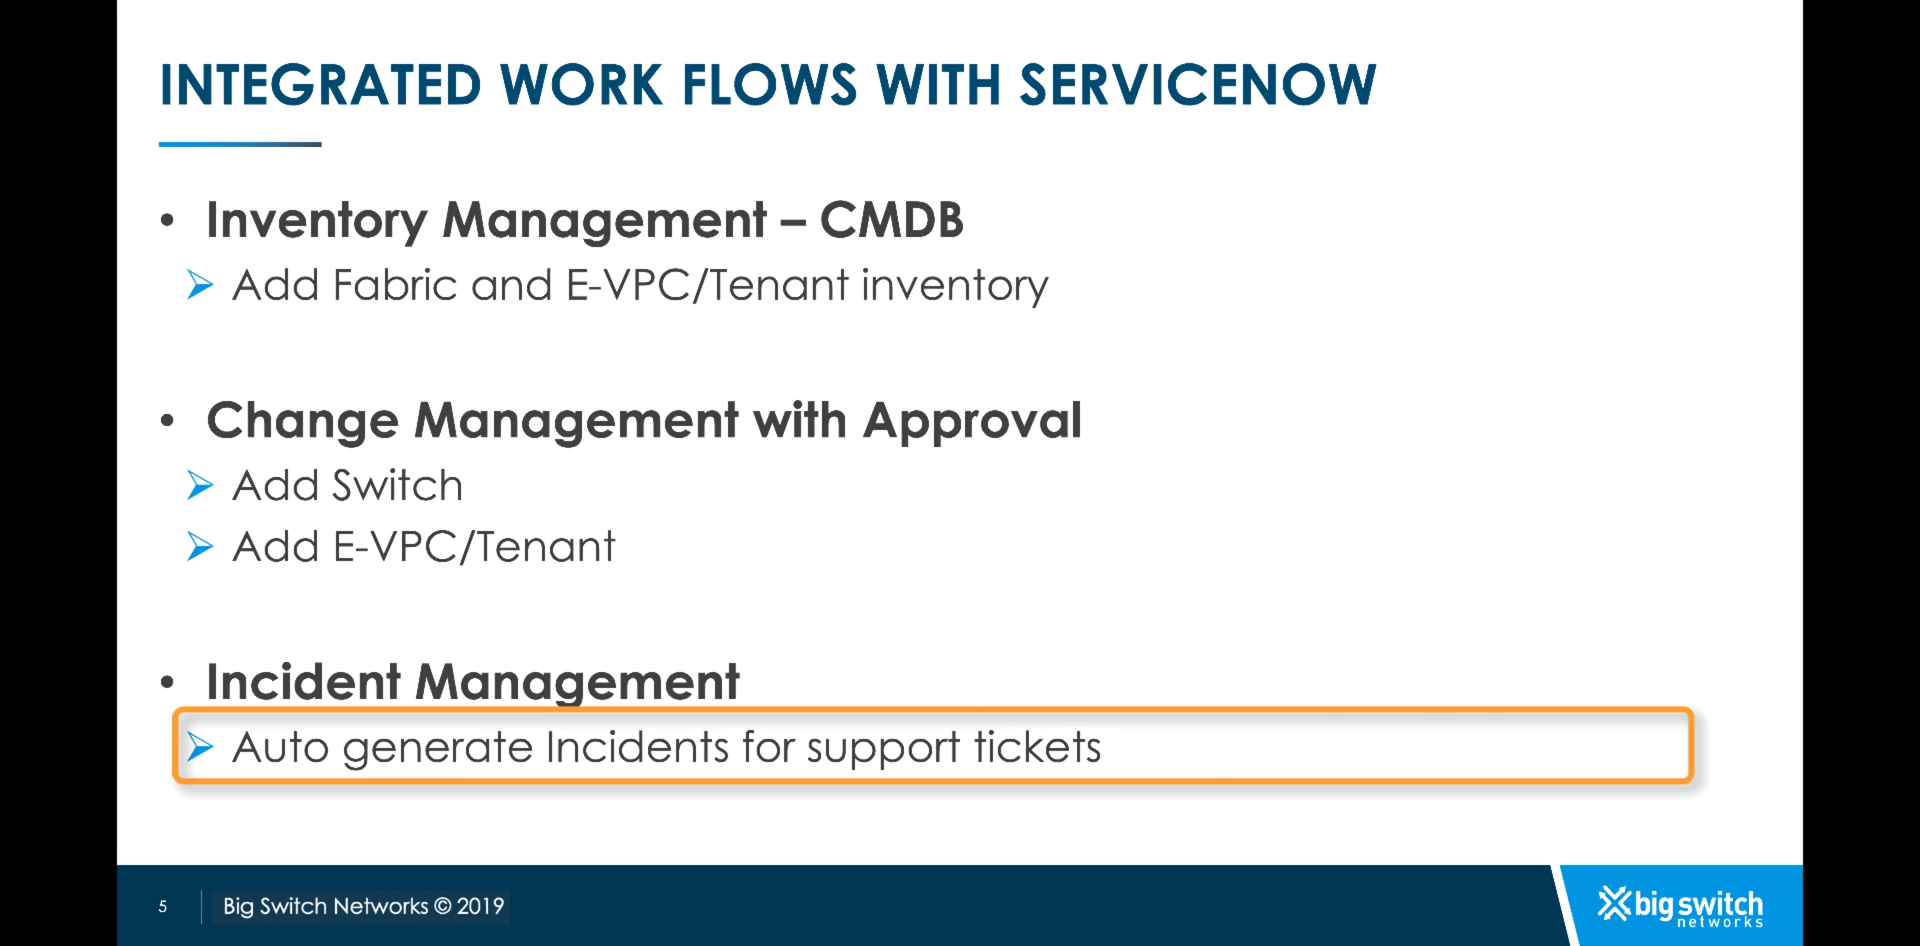 INTEGRATED WORK FLOWS WITH SERVICENOW
• Inventory Management – CMDB
➢ Add Fabric and E-VPC/Tenant inventory
• Change Management with Approval
➢ Add Switch
➢ Add E-VPC/Tenant
• Incident Management
➢ Auto generate Incidents for support tickets
5 Big Switch Networks © 2019
big switch
networks